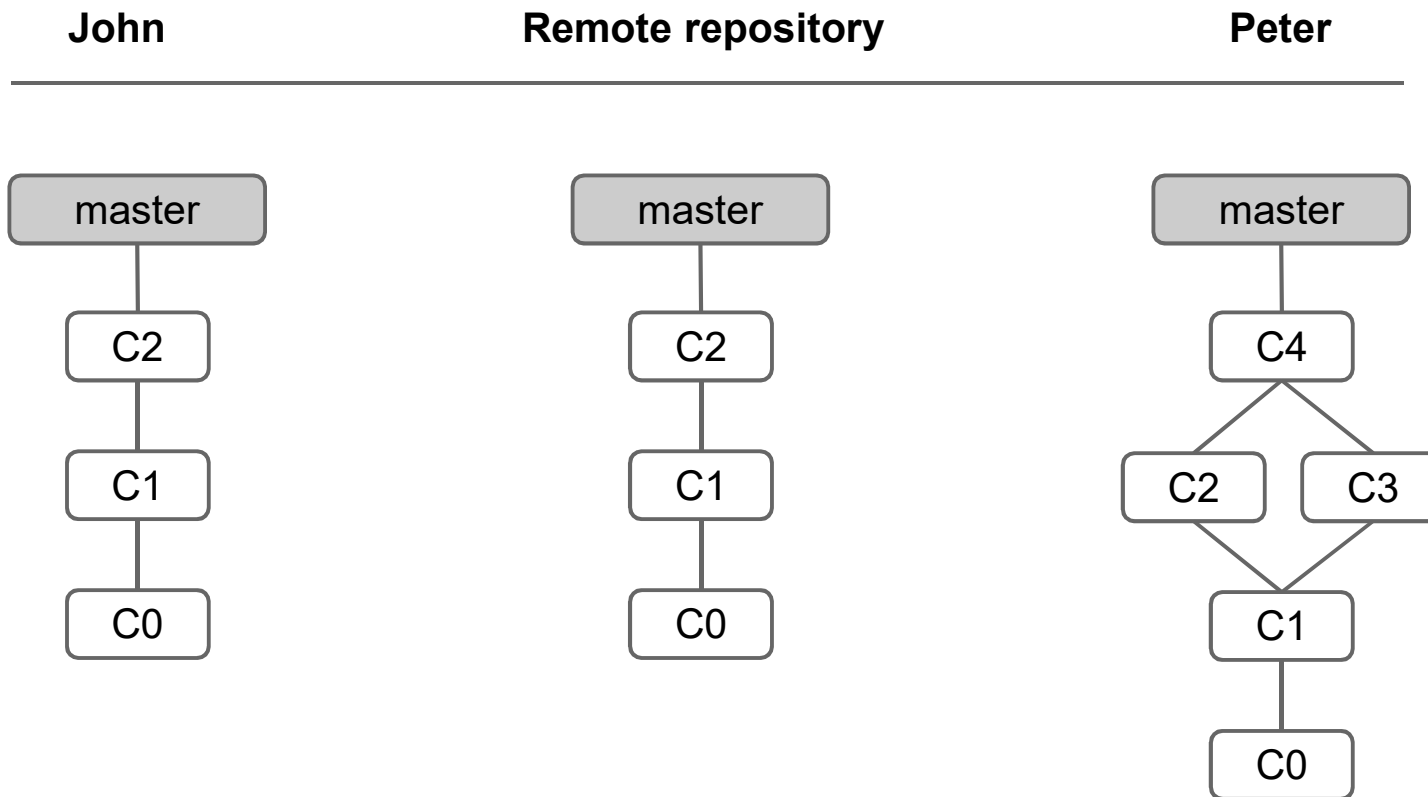 John Remote repository Peter
master master master
C2 C2 C4
C1 C1 C2 C3
C0 C0 C1
C0